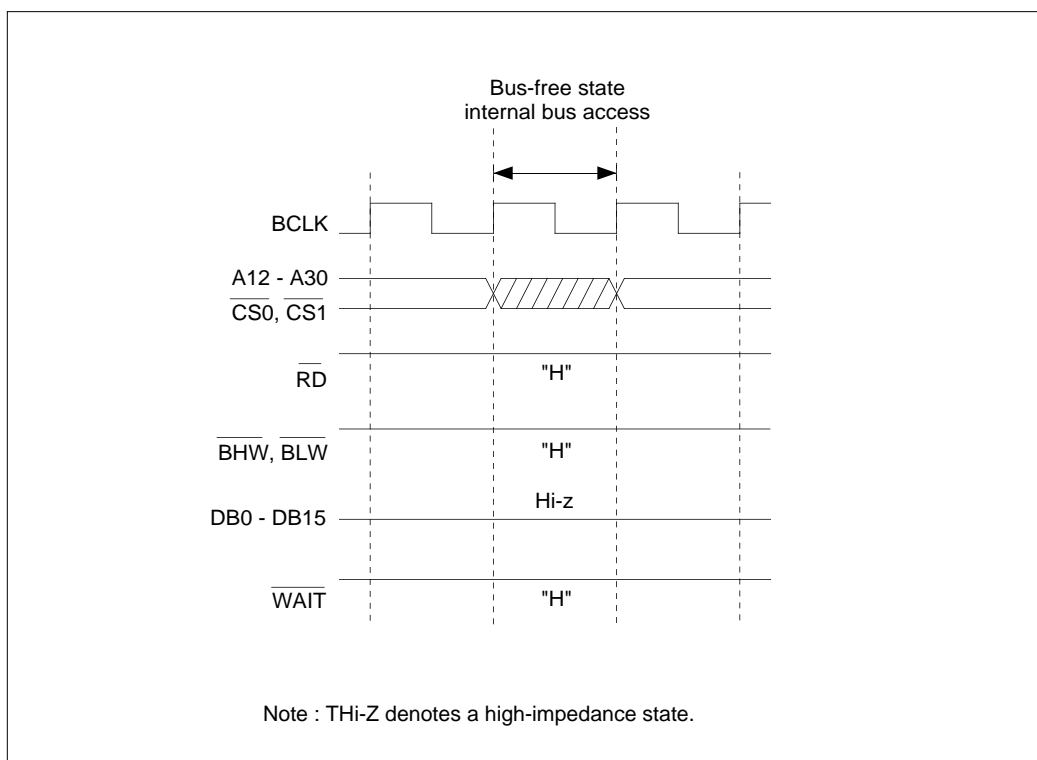 Bus-free state
internal bus access
BCLK
A12 - A30
CS0, CS1
RD
"H"
BHW, BLW
"H"
Hi-z
DB0 - DB15
WAIT
"H"
Note : THi-Z denotes a high-impedance state.